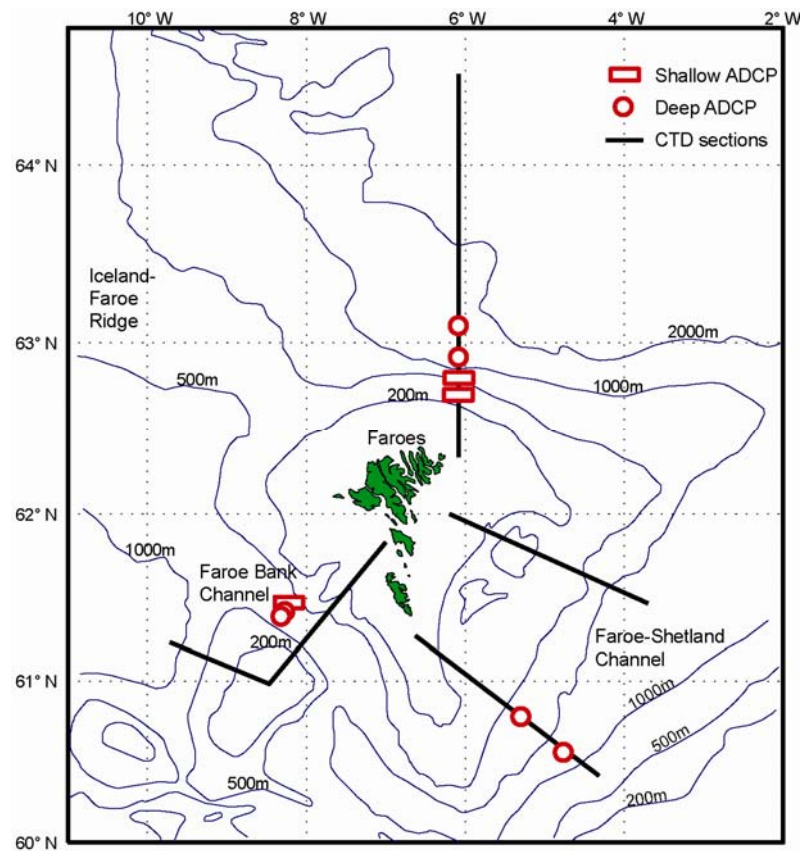 10° W
8° W
6° W
4° W
2° W
Shallow ADCP
Deep ADCP
CTD sections
64° N
Iceland-
Faroe
Ridge
63° N
2000m
500m
1000m
200m
Faroes
62° N
1000m
Faroe Bank
Channel
200m
Faroe-Shetland
Channel
61° N
1000m
500m
500m
200m
60° N